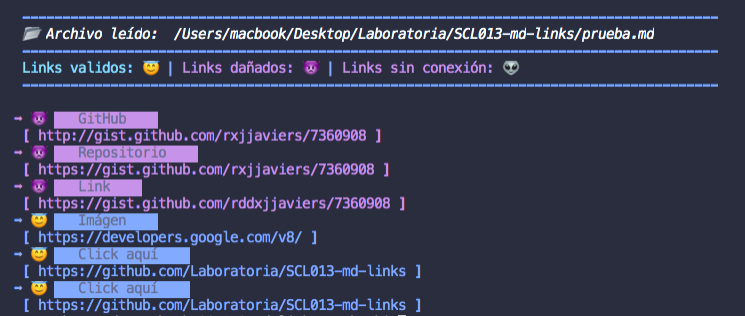 📂 Archivo leído: /Users/macbook/Desktop/Laboratoria/SCL013-md-links/prueba.md
Links validos: 😇 | Links dañados: 👿 | Links sin conexión: 👽
→ 👿 GitHub
[ http://gist.github.com/rxjjaviers/7360908 ]
→ 👿 Repositorio
[ https://gist.github.com/rxjjaviers/7360908 ]
→ 👿 Link
[ https://gist.github.com/rddxjjaviers/7360908 ]
→ 😇 Imágen
[ https://developers.google.com/v8/ ]
→ 😇 Click aquí
[ https://github.com/Laboratoria/SCL013-md-links ]
→ 😇 Click aquí
[ https://github.com/Laboratoria/SCL013-md-links ]